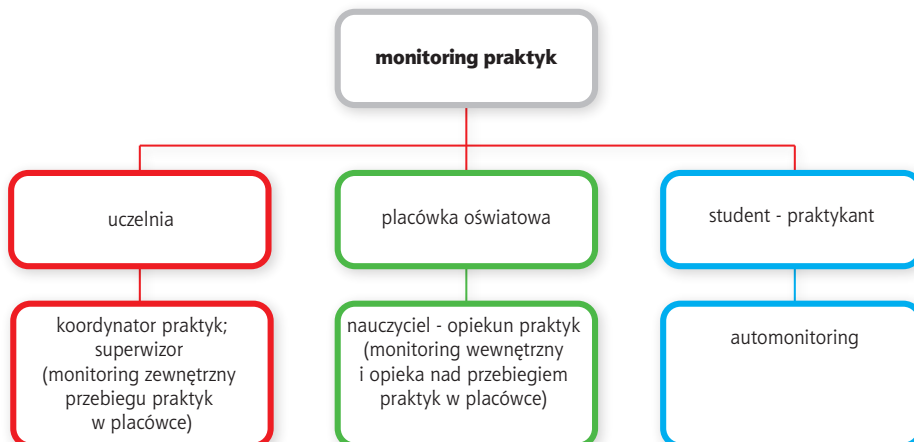 monitoring praktyk
uczelnia
placówka oświatowa
student - praktykant
koordynator praktyk;
superwizor
(monitoring zewnętrzny
przebiegu praktyk
w placówce)
nauczyciel - opiekun praktyk
(monitoring wewnętrzny
i opieka nad przebiegiem
praktyk w placówce)
automonitoring